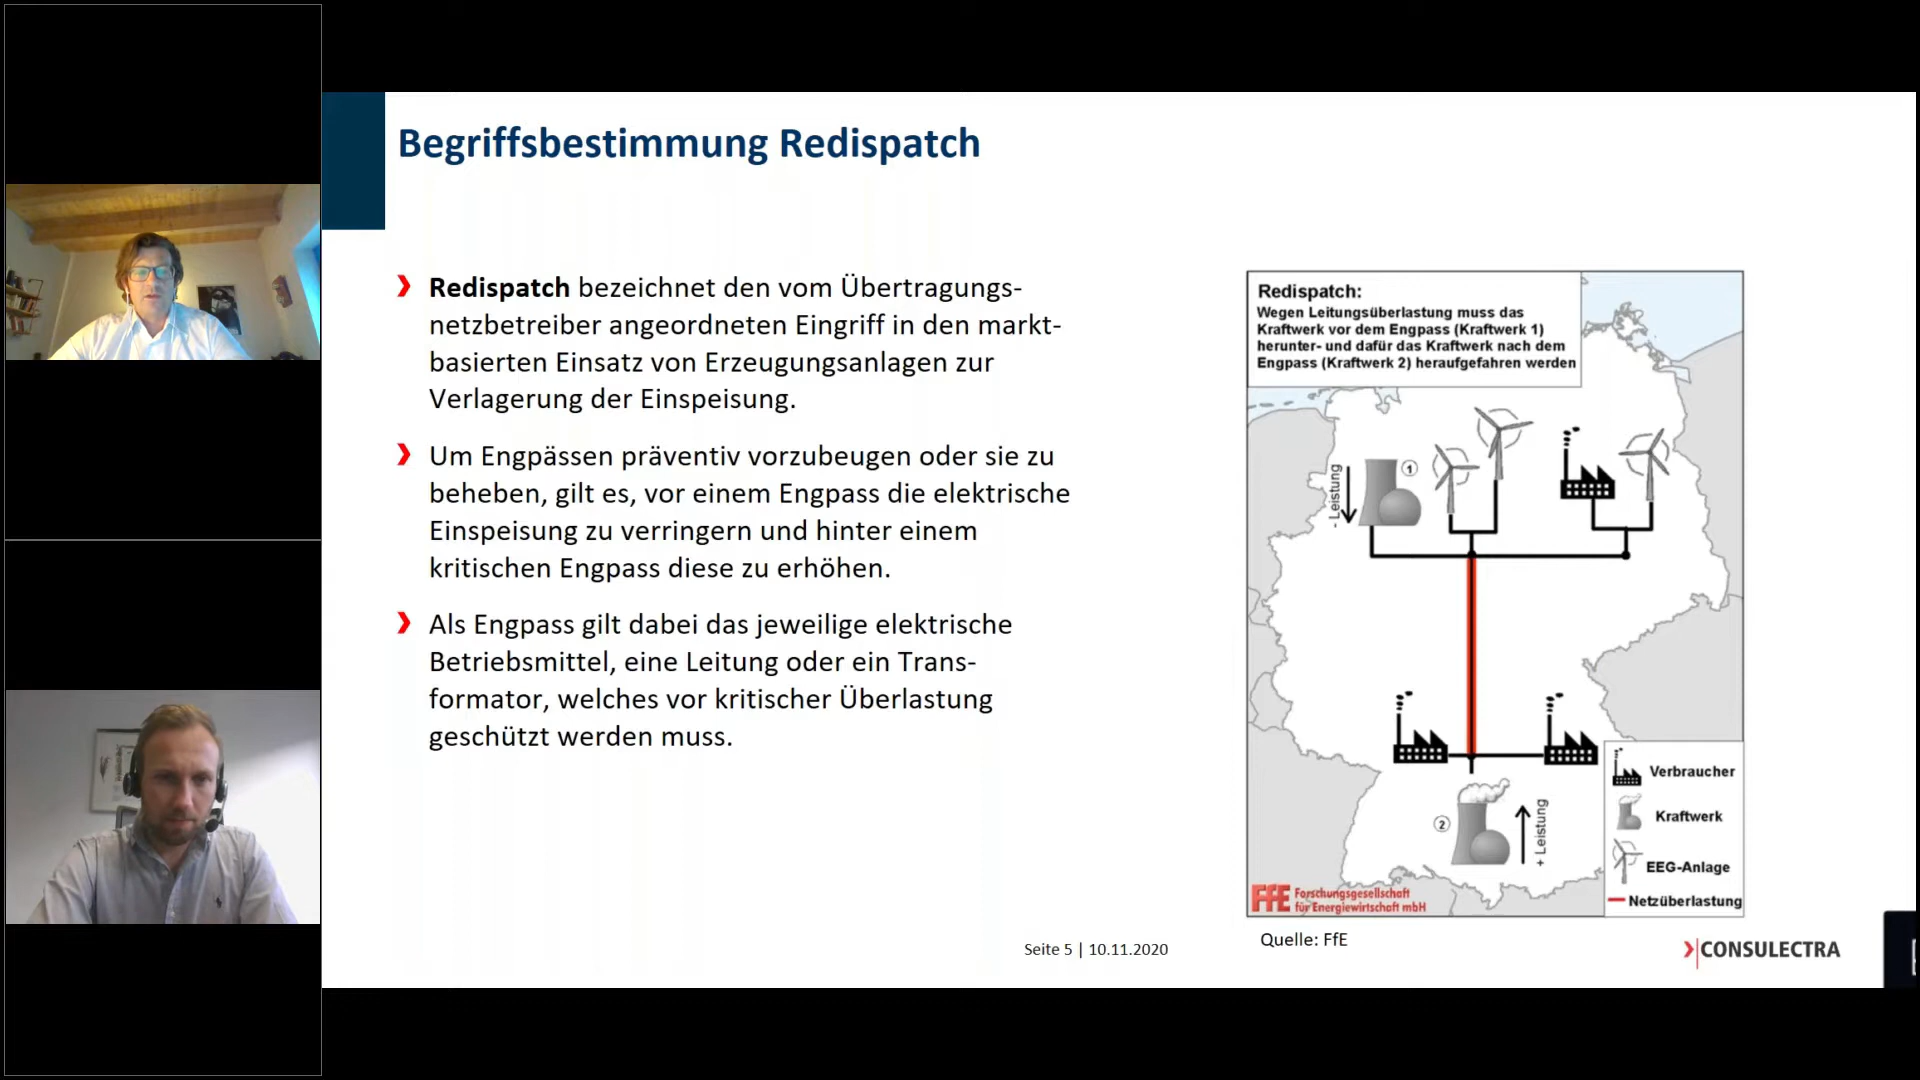 Begriffsbestimmung Redispatch
Redispatch bezeichnet den vom Übertragungs-
netzbetreiber angeordneten Eingriff in den markt-
basierten Einsatz von Erzeugungsanlagen zur
Verlagerung der Einspeisung.
Um Engpässen präventiv vorzubeugen oder sie zu
beheben, gilt es, vor einem Engpass die elektrische
Einspeisung zu verringern und hinter einem
kritischen Engpass diese zu erhöhen.
Als Engpass gilt dabei das jeweilige elektrische
Betriebsmittel, eine Leitung oder ein Trans-
formator, welches vor kritischer Überlastung
geschützt werden muss.
Redispatch:
Wegen Leitungsüberlastung muss das
Kraftwerk vor dem Engpass (Kraftwerk 1)
herunter- und dafür das Kraftwerk nach dem
Engpass (Kraftwerk 2) heraufgefahren werden
- Leistung
1
2
+ Leistung
Verbraucher
Kraftwerk
EEG-Anlage
Netzüberlastung
FfE Forschungsgesellschaft
für Energiewirtschaft mbH
Quelle: FfE
Seite 5 | 10.11.2020
CONSULECTRA